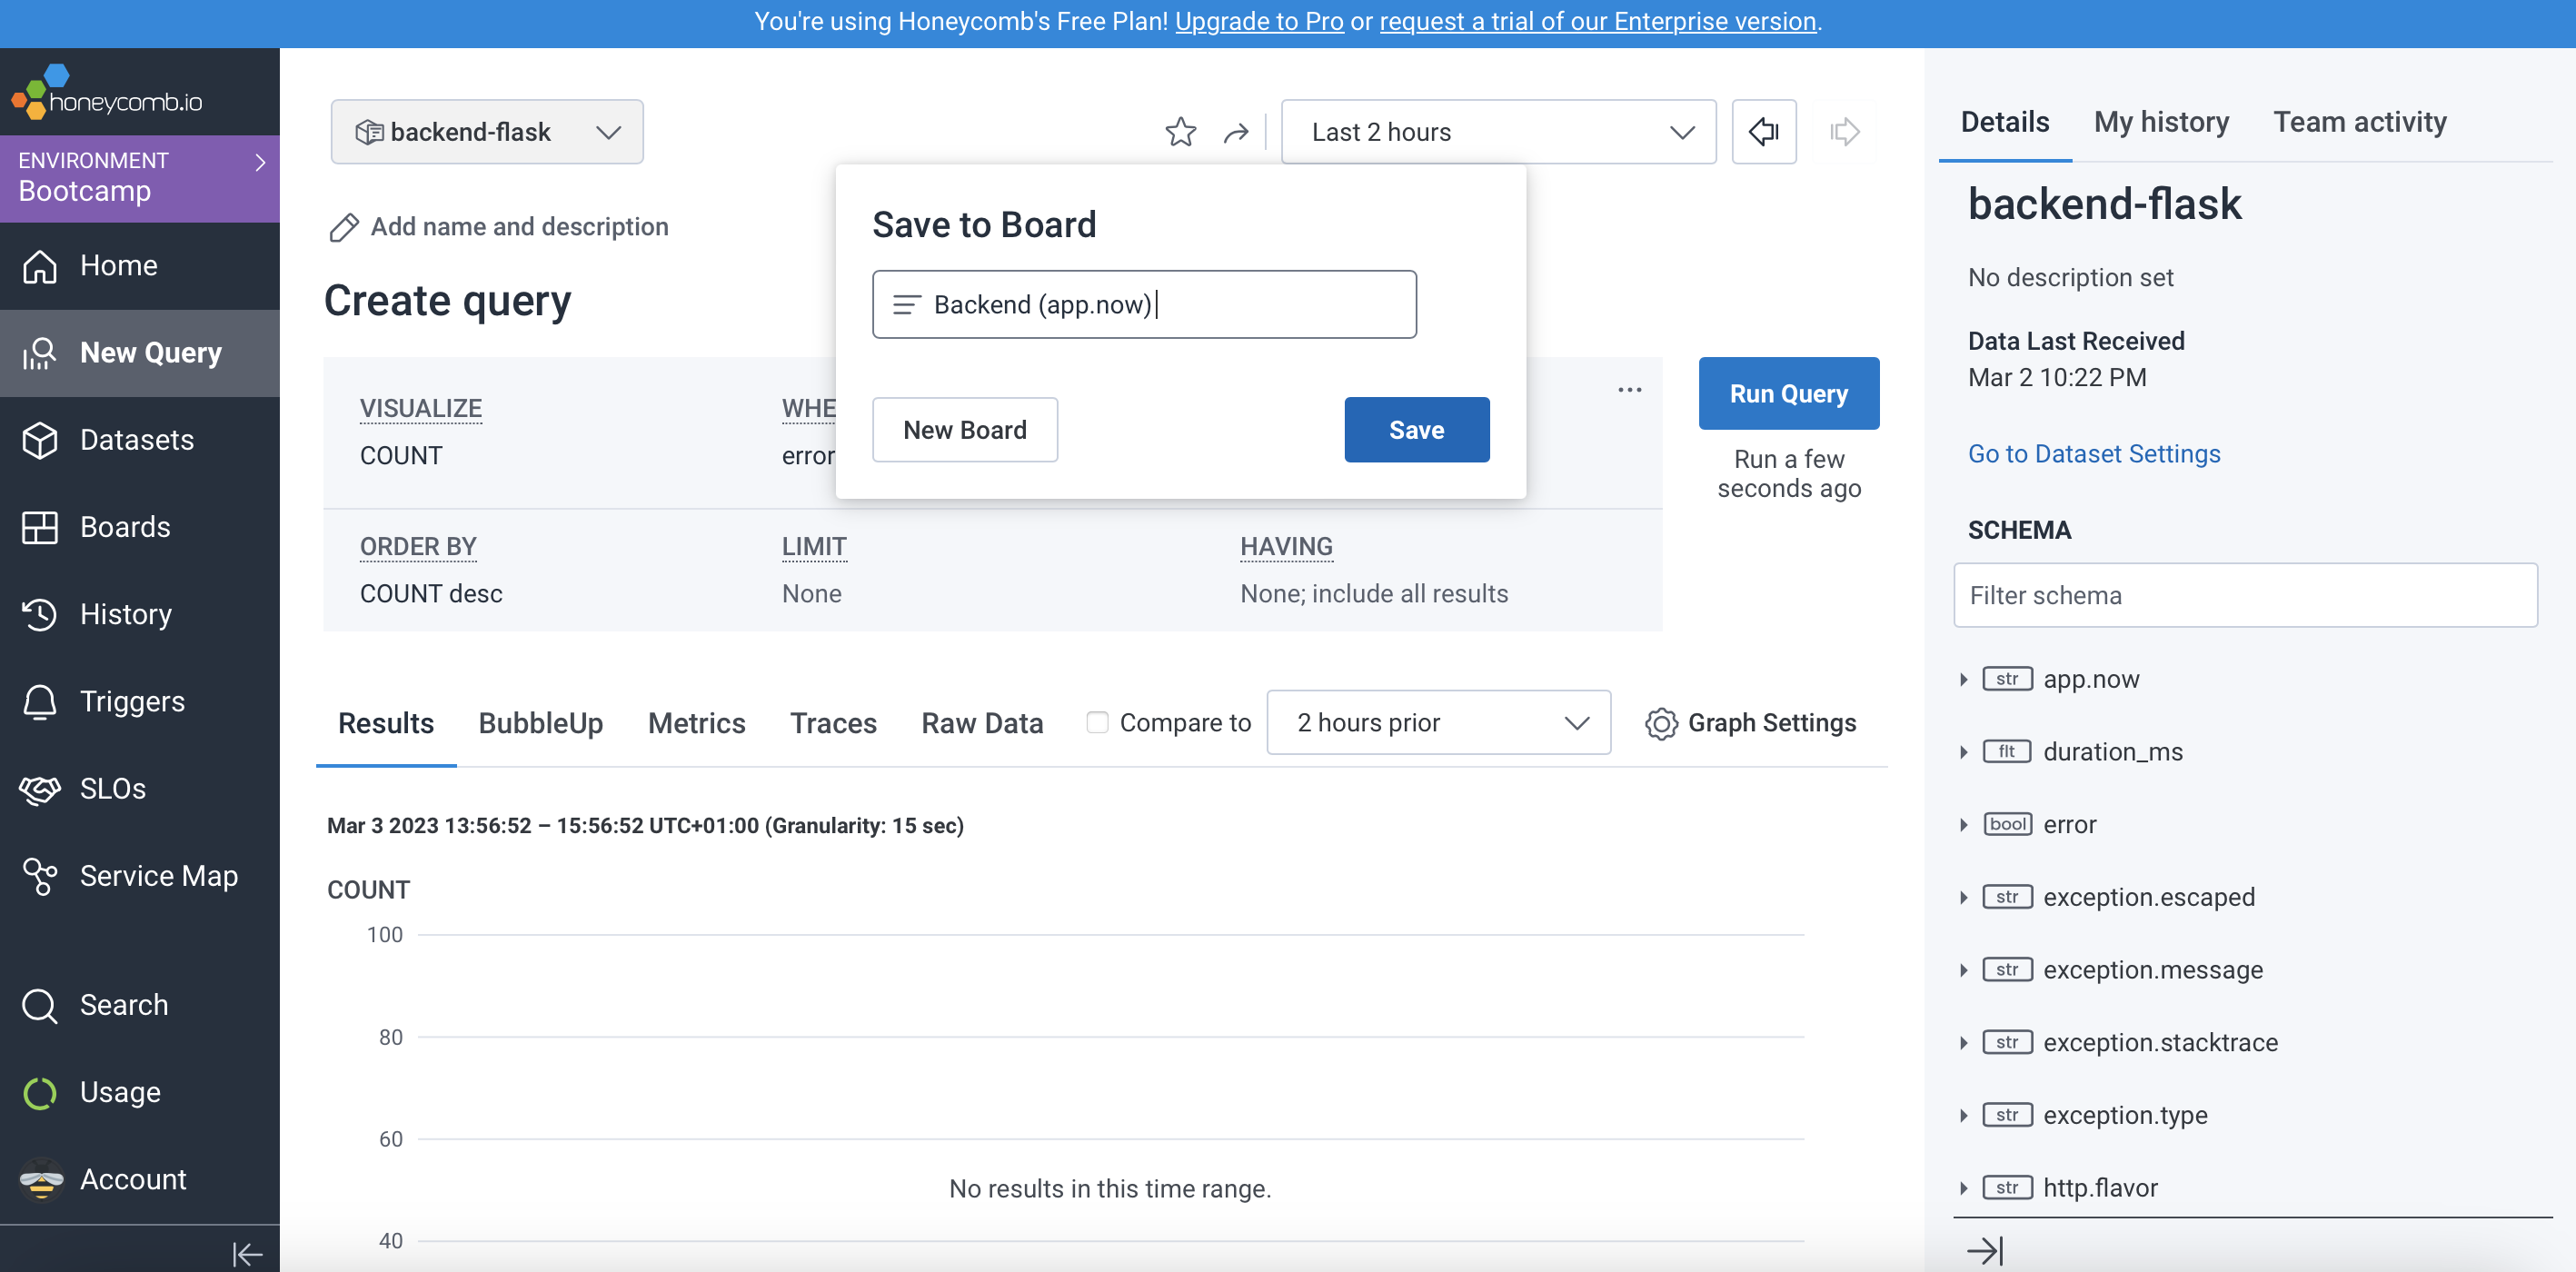 You're using Honeycomb's Free Plan! Upgrade to Pro or request a trial of our Enterprise version.
honeycomb.io
ENVIRONMENT
Bootcamp
Home
New Query
Datasets
Boards
History
Triggers
SLOs
Service Map
Search
Usage
Account
backend-flask
Last 2 hours
Add name and description
Create query
Save to Board
Backend (app.now)
New Board
Save
VISUALIZE
COUNT
WHE
error
Run Query
Run a few
seconds ago
ORDER BY
COUNT desc
LIMIT
None
HAVING
None; include all results
Results
BubbleUp
Metrics
Traces
Raw Data
Compare to
2 hours prior
Graph Settings
Mar 3 2023 13:56:52 – 15:56:52 UTC+01:00 (Granularity: 15 sec)
COUNT
100
80
60
No results in this time range.
40
Details
My history
Team activity
backend-flask
No description set
Data Last Received
Mar 2 10:22 PM
Go to Dataset Settings
SCHEMA
Filter schema
str app.now
flt duration_ms
bool error
str exception.escaped
str exception.message
str exception.stacktrace
str exception.type
str http.flavor